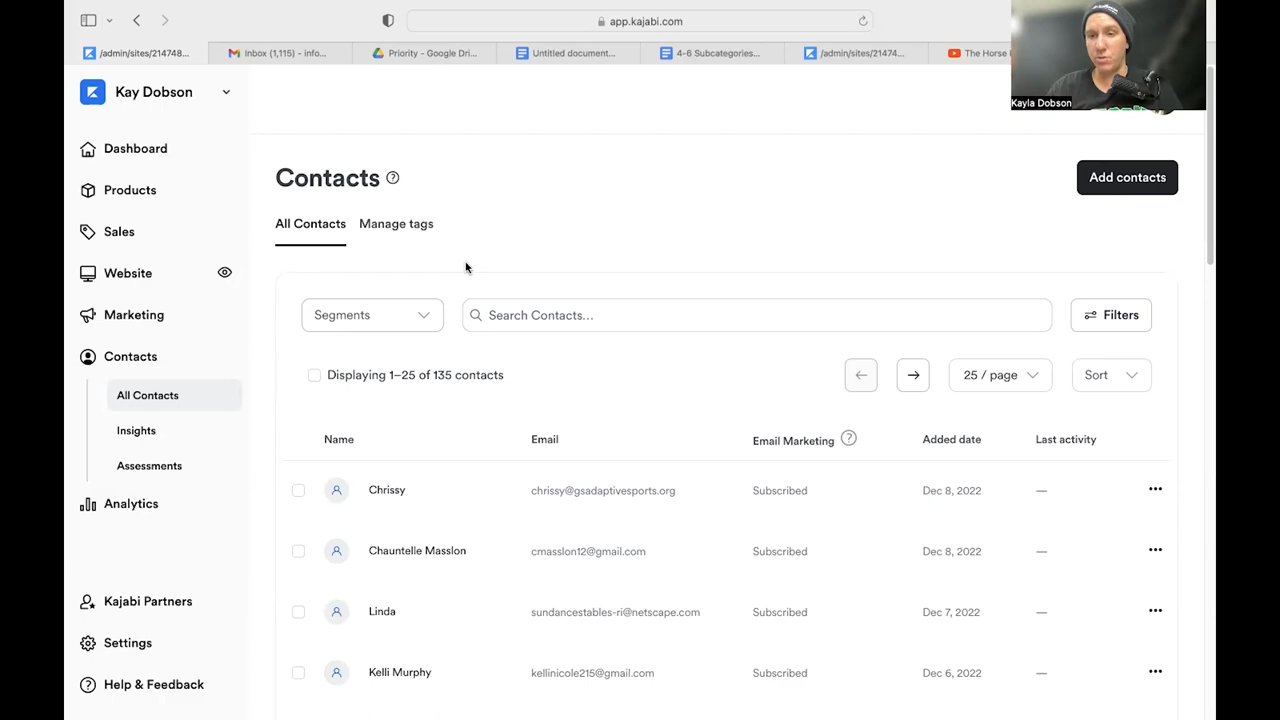 app.kajabi.com
/admin/sites/214748...
Inbox (1,115) - info...
Priority - Google Dri...
Untitled document...
4-6 Subcategories...
/admin/sites/21474...
The Horse
Kayla Dobson
Kay Dobson
Dashboard
Products
Sales
Website
Marketing
Contacts
All Contacts
Insights
Assessments
Analytics
Kajabi Partners
Settings
Help & Feedback
Contacts
Add contacts
All Contacts
Manage tags
Segments
Search Contacts...
Filters
Displaying 1–25 of 135 contacts
25 / page
Sort
Name Email Email Marketing Added date Last activity
Chrissy chrissy@gsadaptivesports.org Subscribed Dec 8, 2022 —
Chauntelle Masslon cmasslon12@gmail.com Subscribed Dec 8, 2022 —
Linda sundancestables-ri@netscape.com Subscribed Dec 7, 2022 —
Kelli Murphy kellinicole215@gmail.com Subscribed Dec 6, 2022 —